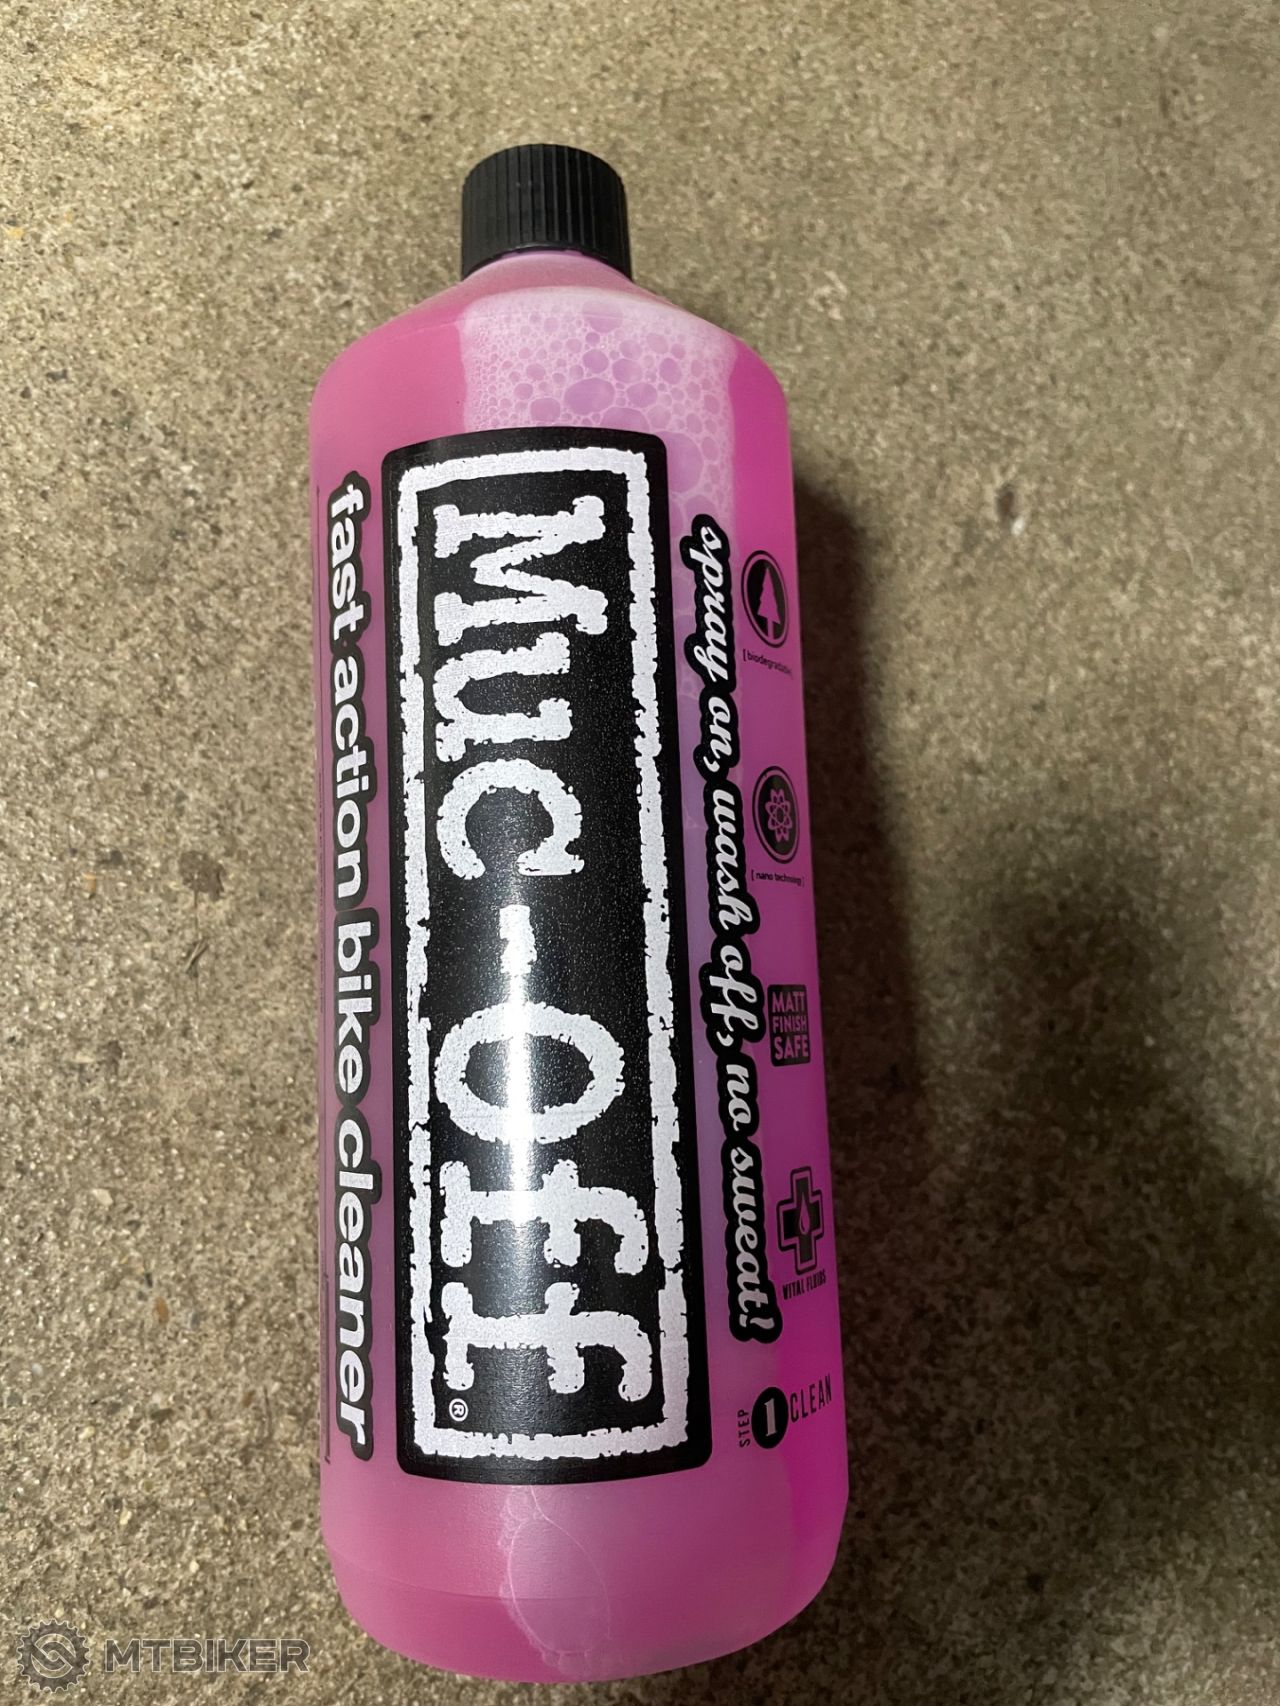 Muc-Off
®
fast action bike cleaner
spray on, wash off, no sweat!
[ biodegradable ]
[ nano technology ]
MATT
FINISH
SAFE
VITAL FLUIDS
STEP
1
CLEAN
MTBIKER